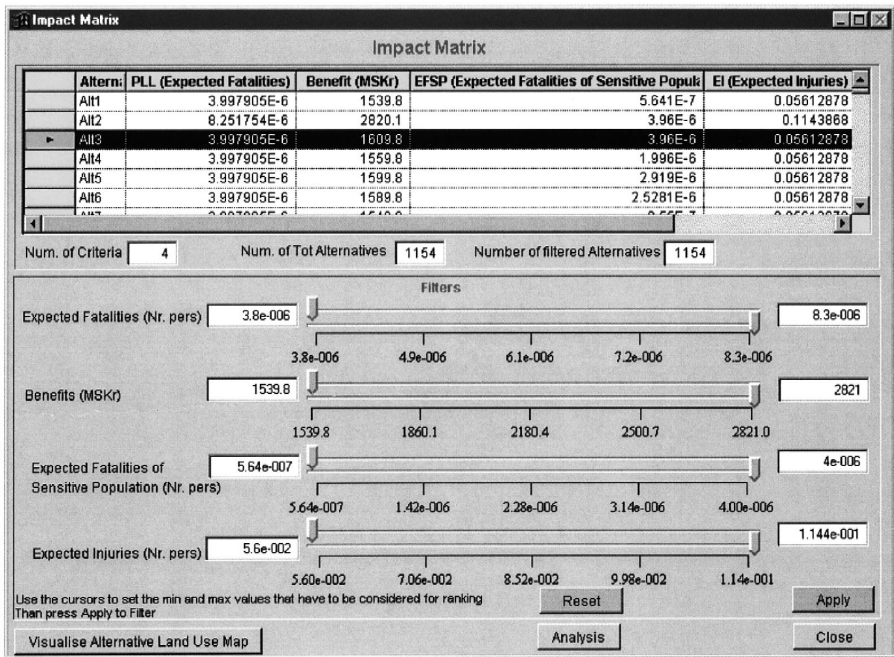 Impact Matrix
Impact Matrix
Altern: PLL (Expected Fatalities) Benefit (MSKr) EFSP (Expected Fatalities of Sensitive Popula EI (Expected Injuries)
Alt1 3.997905E-6 1539.8 5.641E-7 0.05612878
Alt2 8.251754E-6 2820.1 3.96E-6 0.1143868
Alt3 3.997905E-6 1609.8 3.96E-6 0.05612878
Alt4 3.997905E-6 1559.8 1.996E-6 0.05612878
Alt5 3.997905E-6 1599.8 2.919E-6 0.05612878
Alt6 3.997905E-6 1589.8 2.5281E-6 0.05612878
Num. of Criteria 4 Num. of Tot Alternatives 1154 Number of filtered Alternatives 1154
Filters
Expected Fatalities (Nr. pers) 3.8e-006 8.3e-006
3.8e-006 4.9e-006 6.1e-006 7.2e-006 8.3e-006
Benefits (MSKr) 1539.8 2821
1539.8 1860.1 2180.4 2500.7 2821.0
Expected Fatalities of
Sensitive Population (Nr. pers) 5.64e-007 4e-006
5.64e-007 1.42e-006 2.28e-006 3.14e-006 4.00e-006
Expected Injuries (Nr. pers) 5.6e-002 1.144e-001
5.60e-002 7.06e-002 8.52e-002 9.98e-002 1.14e-001
Use the cursors to set the min and max values that have to be considered for ranking
Than press Apply to Filter
Reset Apply
Visualise Alternative Land Use Map Analysis Close